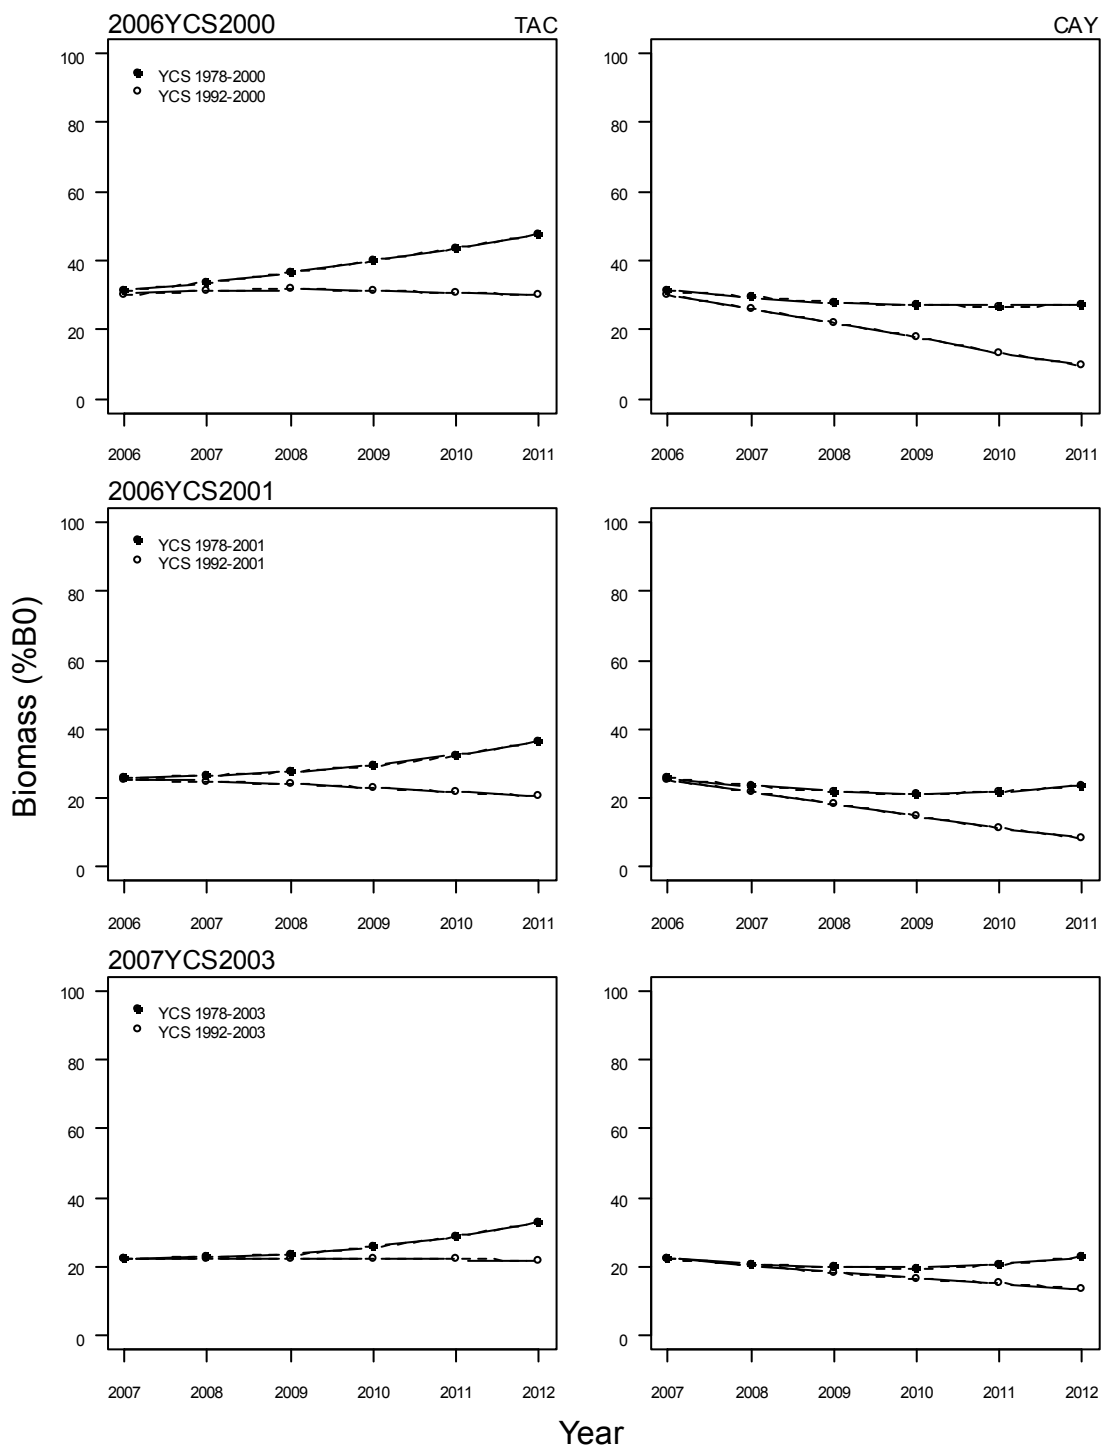 2006YCS2000 TAC CAY
100 100
YCS 1978-2000
YCS 1992-2000
80 80
60 60
40 40
20 20
0 0
2006 2007 2008 2009 2010 2011 2006 2007 2008 2009 2010 2011
2006YCS2001
100 100
YCS 1978-2001
YCS 1992-2001
80 80
60 60
40 40
20 20
0 0
2006 2007 2008 2009 2010 2011 2006 2007 2008 2009 2010 2011
Biomass (%B0)
2007YCS2003
100 100
YCS 1978-2003
YCS 1992-2003
80 80
60 60
40 40
20 20
0 0
2007 2008 2009 2010 2011 2012 2007 2008 2009 2010 2011 2012
Year